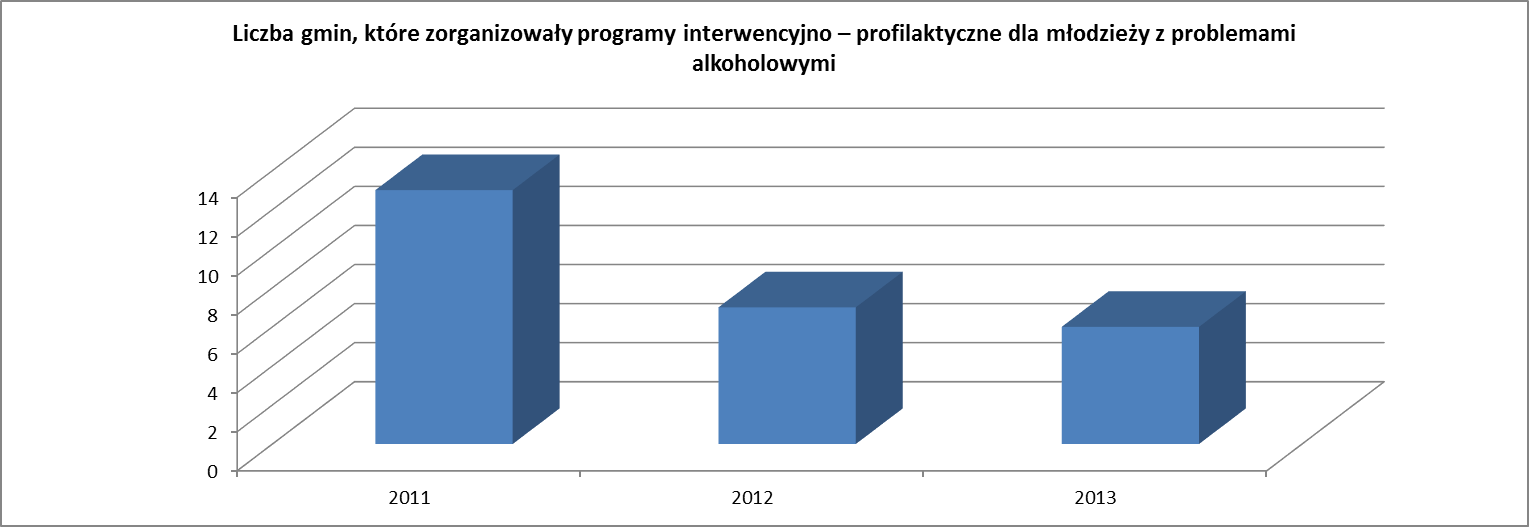 Liczba gmin, które zorganizowały programy interwencyjno – profilaktyczne dla młodzieży z problemami
alkoholowymi
14
12
10
8
6
4
2
0
2011 2012 2013